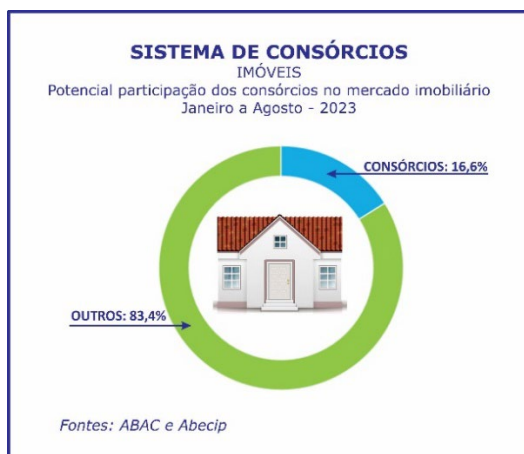 SISTEMA DE CONSÓRCIOS
IMÓVEIS
Potencial participação dos consórcios no mercado imobiliário
Janeiro a Agosto - 2023
CONSÓRCIOS: 16,6%
OUTROS: 83,4%
Fontes: ABAC e Abecip